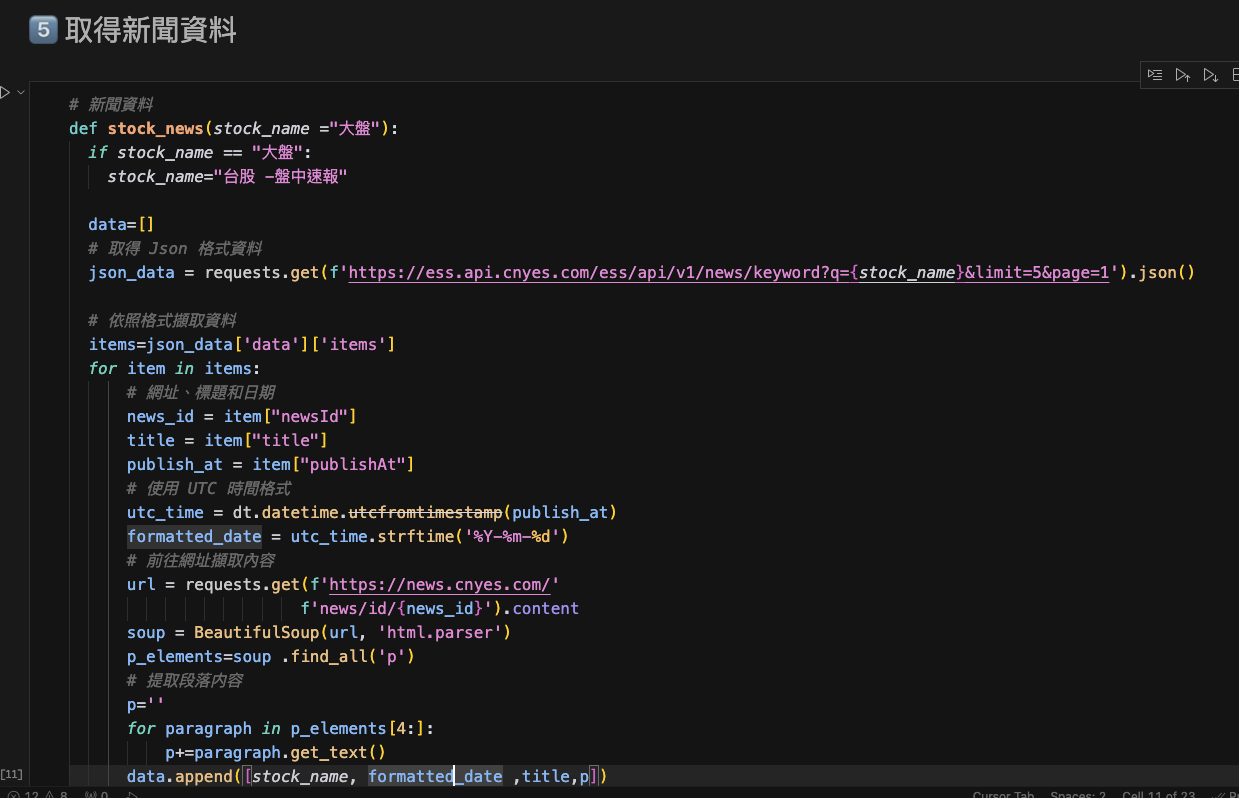 5 取得新聞資料
# 新聞資料
def stock_news(stock_name ="大盤"):
  if stock_name == "大盤":
    stock_name="台股 -盤中速報"

  data=[]
  # 取得 Json 格式資料
  json_data = requests.get(f'https://ess.api.cnyes.com/ess/api/v1/news/keyword?q={stock_name}&limit=5&page=1').json()

  # 依照格式擷取資料
  items=json_data['data']['items']
  for item in items:
      # 網址、標題和日期
      news_id = item["newsId"]
      title = item["title"]
      publish_at = item["publishAt"]
      # 使用 UTC 時間格式
      utc_time = dt.datetime.utcfromtimestamp(publish_at)
      formatted_date = utc_time.strftime('%Y-%m-%d')
      # 前往網址擷取內容
      url = requests.get(f'https://news.cnyes.com/'
                        f'news/id/{news_id}').content
      soup = BeautifulSoup(url, 'html.parser')
      p_elements=soup .find_all('p')
      # 提取段落内容
      p=''
      for paragraph in p_elements[4:]:
          p+=paragraph.get_text()
[11]
      data.append([stock_name, formatted_date ,title,p])
12 8 0 Cursor Tab Spaces: 2 Cell 11 of 23